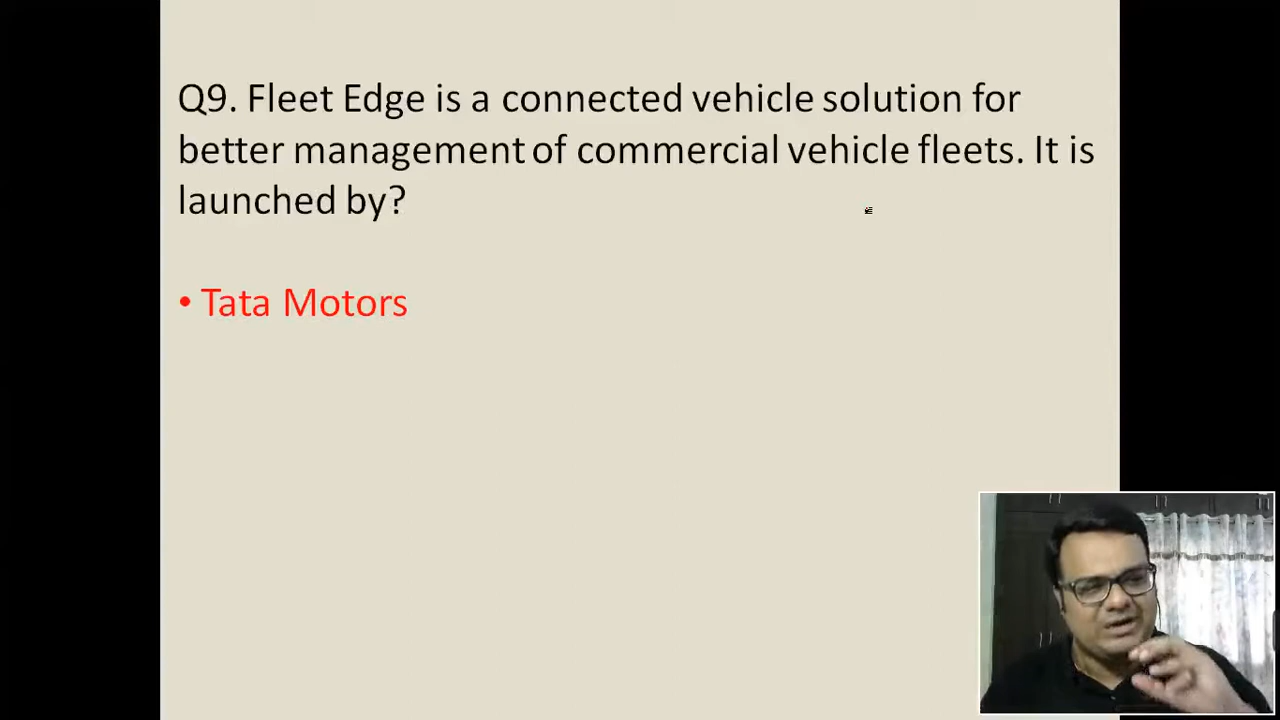 Q9. Fleet Edge is a connected vehicle solution for
better management of commercial vehicle fleets. It is
launched by?
• Tata Motors